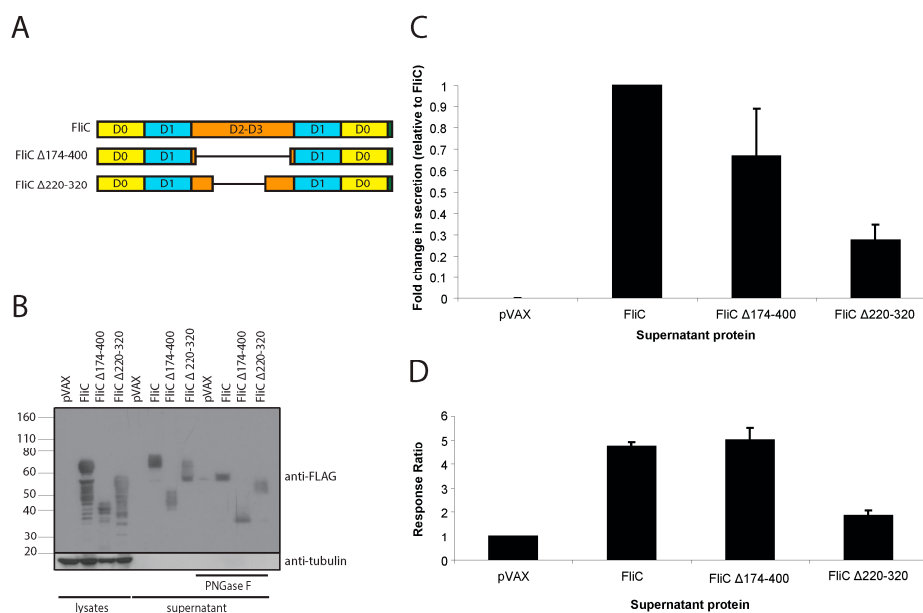 A
FliC
D0 D1 D2-D3 D1 D0
FliC Δ174-400
D0 D1 D1 D0
FliC Δ220-320
D0 D1 D1 D0
B
pVAX FliC FliC Δ174-400 FliC Δ220-320 pVAX FliC FliC Δ174-400 FliC Δ 220-320 pVAX FliC FliC Δ174-400 FliC Δ220-320
160
110
80
60
50
40
30
20
anti-FLAG
anti-tubulin
PNGase F
lysates supernatant
C
Fold change in secretion (relative to FliC)
1
0.9
0.8
0.7
0.6
0.5
0.4
0.3
0.2
0.1
0
pVAX FliC FliC Δ174-400 FliC Δ220-320
Supernatant protein
D
Response Ratio
6
5
4
3
2
1
0
pVAX FliC FliC Δ174-400 FliC Δ220-320
Supernatant protein